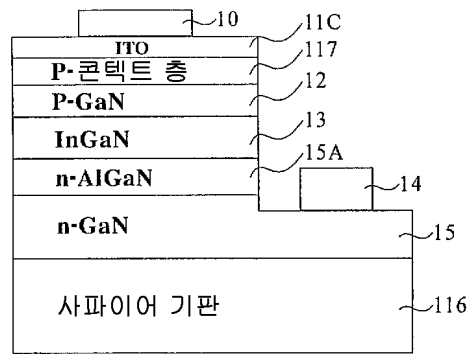 10
11C
ITO
117
P-콘텍트 층
12
P-GaN
13
InGaN
15A
n-AlGaN
14
n-GaN
15
사파이어 기판
116